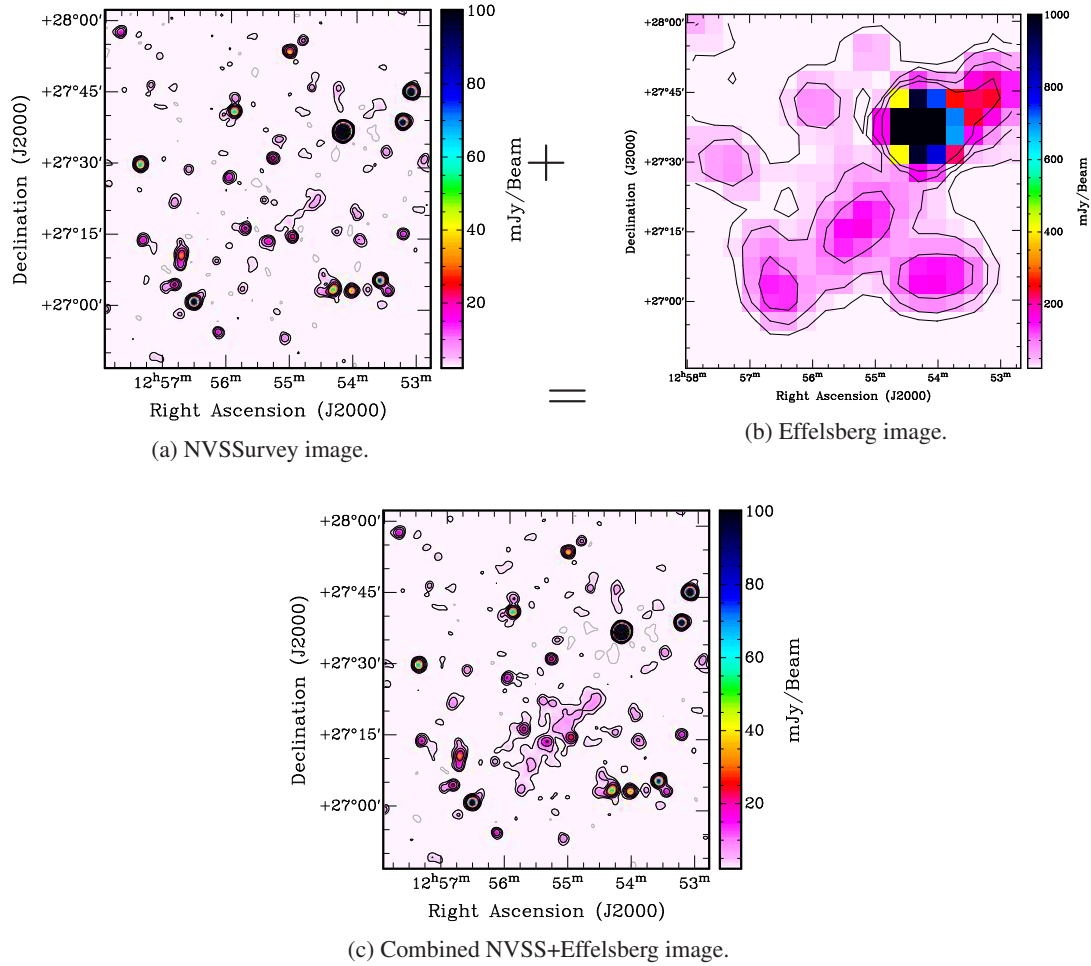 +28°00′
+27°45′
+27°30′
+27°15′
+27°00′
Declination (J2000)
12ʰ57ᵐ 56ᵐ 55ᵐ 54ᵐ 53ᵐ
Right Ascension (J2000)
100
80
60
40
20
mJy/Beam
(a) NVSSurvey image.
+
+28°00′
+27°45′
+27°30′
+27°15′
+27°00′
Declination (J2000)
12ʰ58ᵐ 57ᵐ 56ᵐ 55ᵐ 54ᵐ 53ᵐ
Right Ascension (J2000)
1000
800
600
400
200
mJy/Beam
(b) Effelsberg image.
=
+28°00′
+27°45′
+27°30′
+27°15′
+27°00′
Declination (J2000)
12ʰ57ᵐ 56ᵐ 55ᵐ 54ᵐ 53ᵐ
Right Ascension (J2000)
100
80
60
40
20
mJy/Beam
(c) Combined NVSS+Effelsberg image.